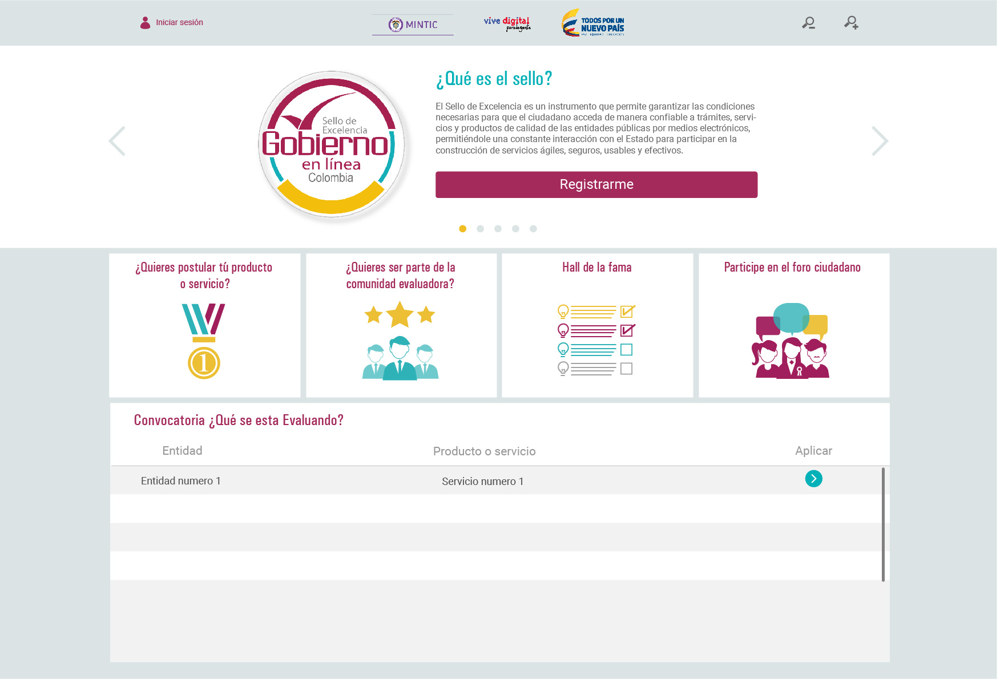 Iniciar sesión
MINTIC
vive digital
para la gente
TODOS POR UN
NUEVO PAÍS
PAZ EQUIDAD EDUCACIÓN
Sello de
Excelencia
Gobierno
en línea
Colombia
¿Qué es el sello?
El Sello de Excelencia es un instrumento que permite garantizar las condiciones
necesarias para que el ciudadano acceda de manera confiable a trámites, servi-
cios y productos de calidad de las entidades públicas por medios electrónicos,
permitiéndole una constante interacción con el Estado para participar en la
construcción de servicios ágiles, seguros, usables y efectivos.
Registrarme
¿Quieres postular tú producto
o servicio?
1
¿Quieres ser parte de la
comunidad evaluadora?
Hall de la fama
Participe en el foro ciudadano
Convocatoria ¿Qué se esta Evaluando?
Entidad
Producto o servicio
Aplicar
Entidad numero 1
Servicio numero 1